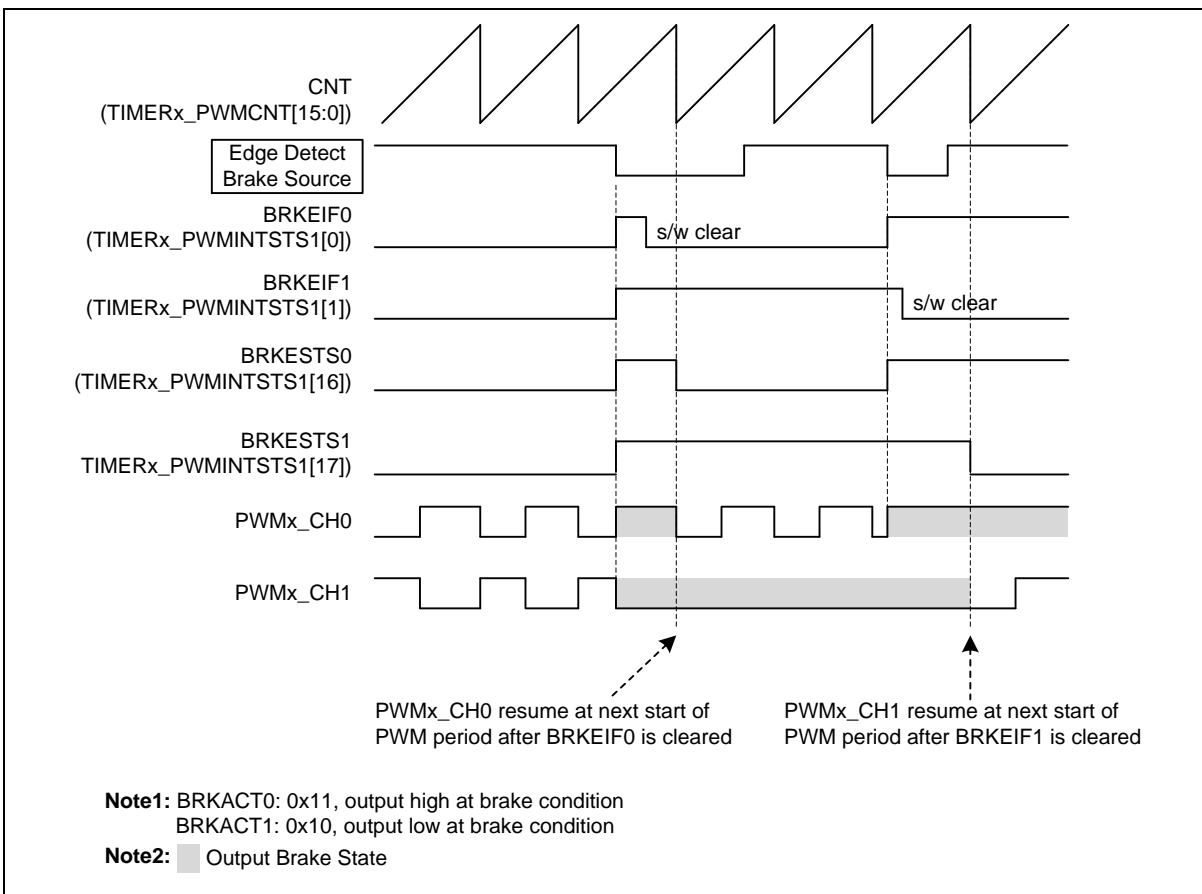 CNT
(TIMERx_PWMCNT[15:0])
Edge Detect
Brake Source
BRKEIF0
(TIMERx_PWMINTSTS1[0])
s/w clear
BRKEIF1
(TIMERx_PWMINTSTS1[1])
s/w clear
BRKESTS0
(TIMERx_PWMINTSTS1[16])
BRKESTS1
TIMERx_PWMINTSTS1[17])
PWMx_CH0
PWMx_CH1
PWMx_CH0 resume at next start of
PWM period after BRKEIF0 is cleared
PWMx_CH1 resume at next start of
PWM period after BRKEIF1 is cleared
Note1: BRKACT0: 0x11, output high at brake condition
BRKACT1: 0x10, output low at brake condition
Note2: Output Brake State